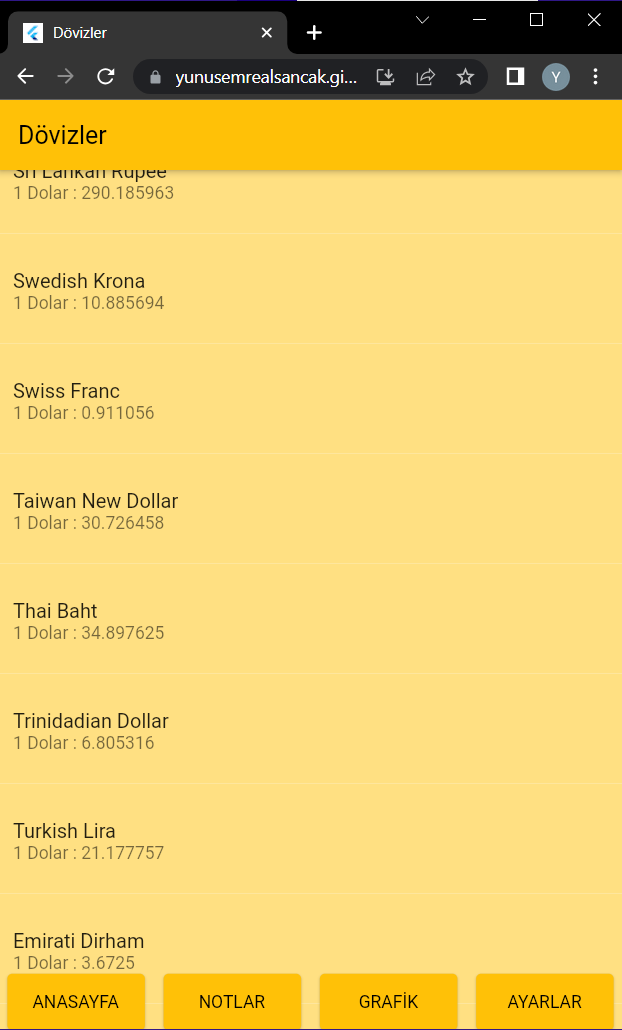 Dövizler
yunusemrealsancak.gi...
Y
Dövizler
Sri Lankan Rupee
1 Dolar : 290.185963
Swedish Krona
1 Dolar : 10.885694
Swiss Franc
1 Dolar : 0.911056
Taiwan New Dollar
1 Dolar : 30.726458
Thai Baht
1 Dolar : 34.897625
Trinidadian Dollar
1 Dolar : 6.805316
Turkish Lira
1 Dolar : 21.177757
Emirati Dirham
1 Dolar : 3.6725
ANASAYFA
NOTLAR
GRAFİK
AYARLAR